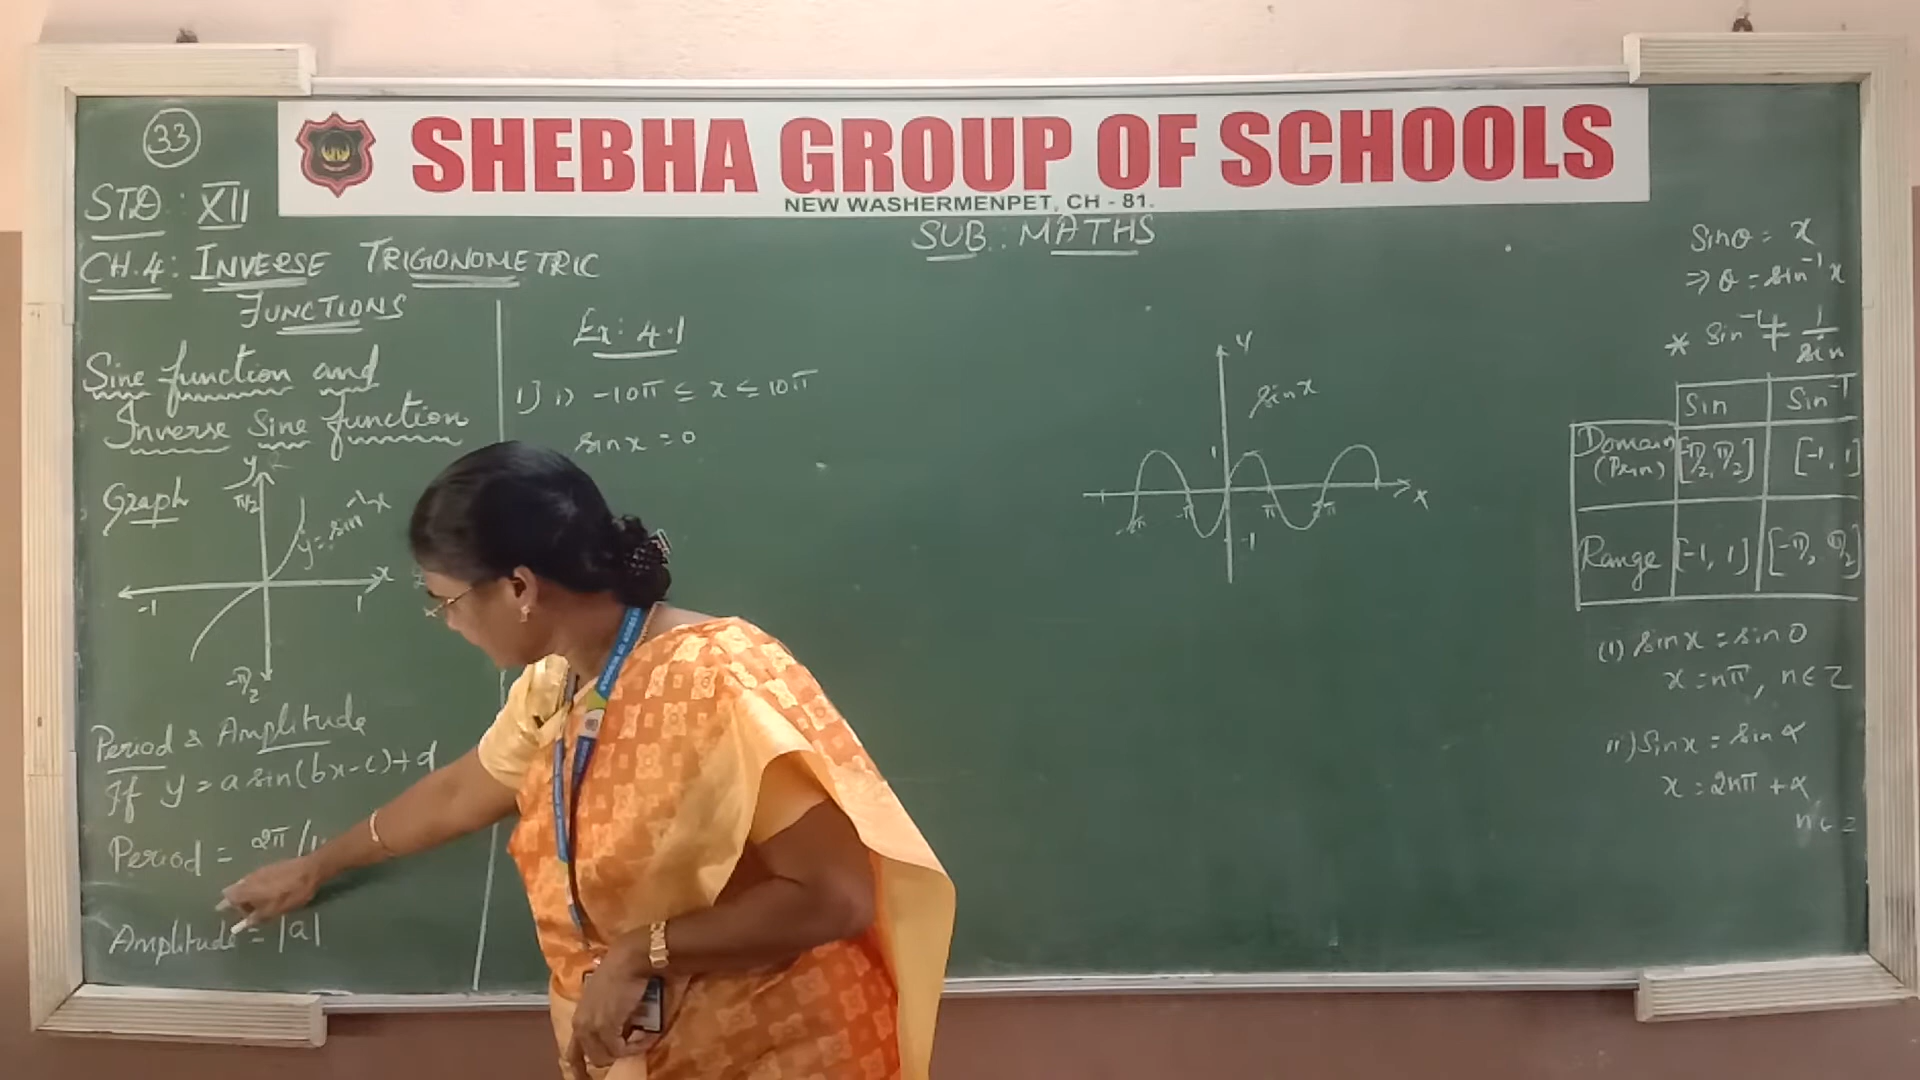 33
SHEBHA GROUP OF SCHOOLS
NEW WASHERMENPET, CH - 81.
STD : XII
SUB : MATHS
CH.4 : INVERSE TRIGONOMETRIC
FUNCTIONS
Sine function and
Inverse Sine function
Graph
y
π/2
y = sin⁻¹x
x
-1
1
-π/2
Period & Amplitude
If y = a sin(bx-c)+d
Period = 2π/
Amplitude = |a|
Ex: 4.1
1] i) -10π ≤ x ≤ 10π
sin x = 0
y
sin x
1
-2π
-π
π
2π
x
-1
Sinθ = x
⇒ θ = sin⁻¹ x
* Sin⁻¹ ≠ 1/sin
Sin Sin⁻¹
Domain (Prin) [-π/2, π/2] [-1, 1]
Range [-1, 1] [-π/2, π/2]
(i) sin x = sin 0
x = nπ, n ∈ Z
ii) Sin x = sin α
x = 2nπ + α
n ∈ Z